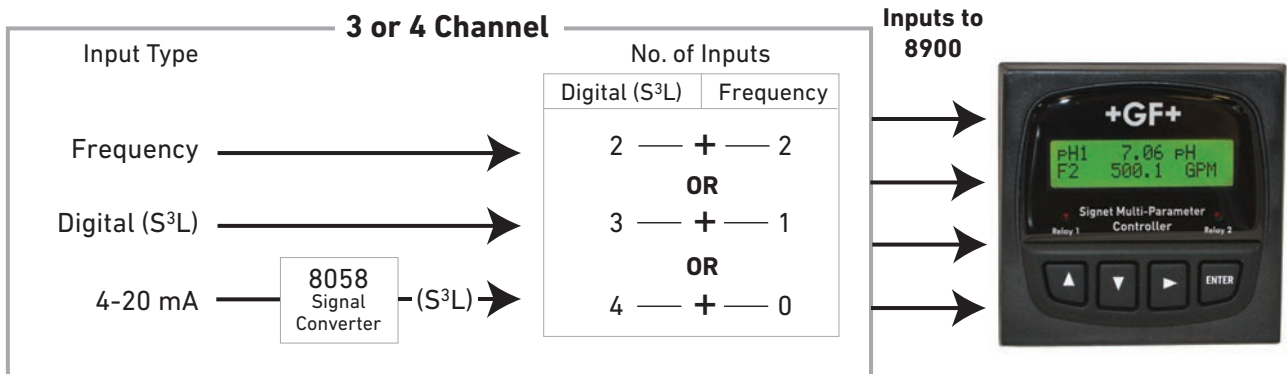 3 or 4 Channel
Inputs to
8900
Input Type
No. of Inputs
Digital (S³L) Frequency
Frequency
2 + 2
OR
Digital (S³L)
3 + 1
OR
4-20 mA
8058
Signal
Converter
(S³L)
4 + 0
+GF+
pH1 7.06 pH
F2 500.1 GPM
Signet Multi-Parameter
Controller
Relay 1
Relay 2
ENTER